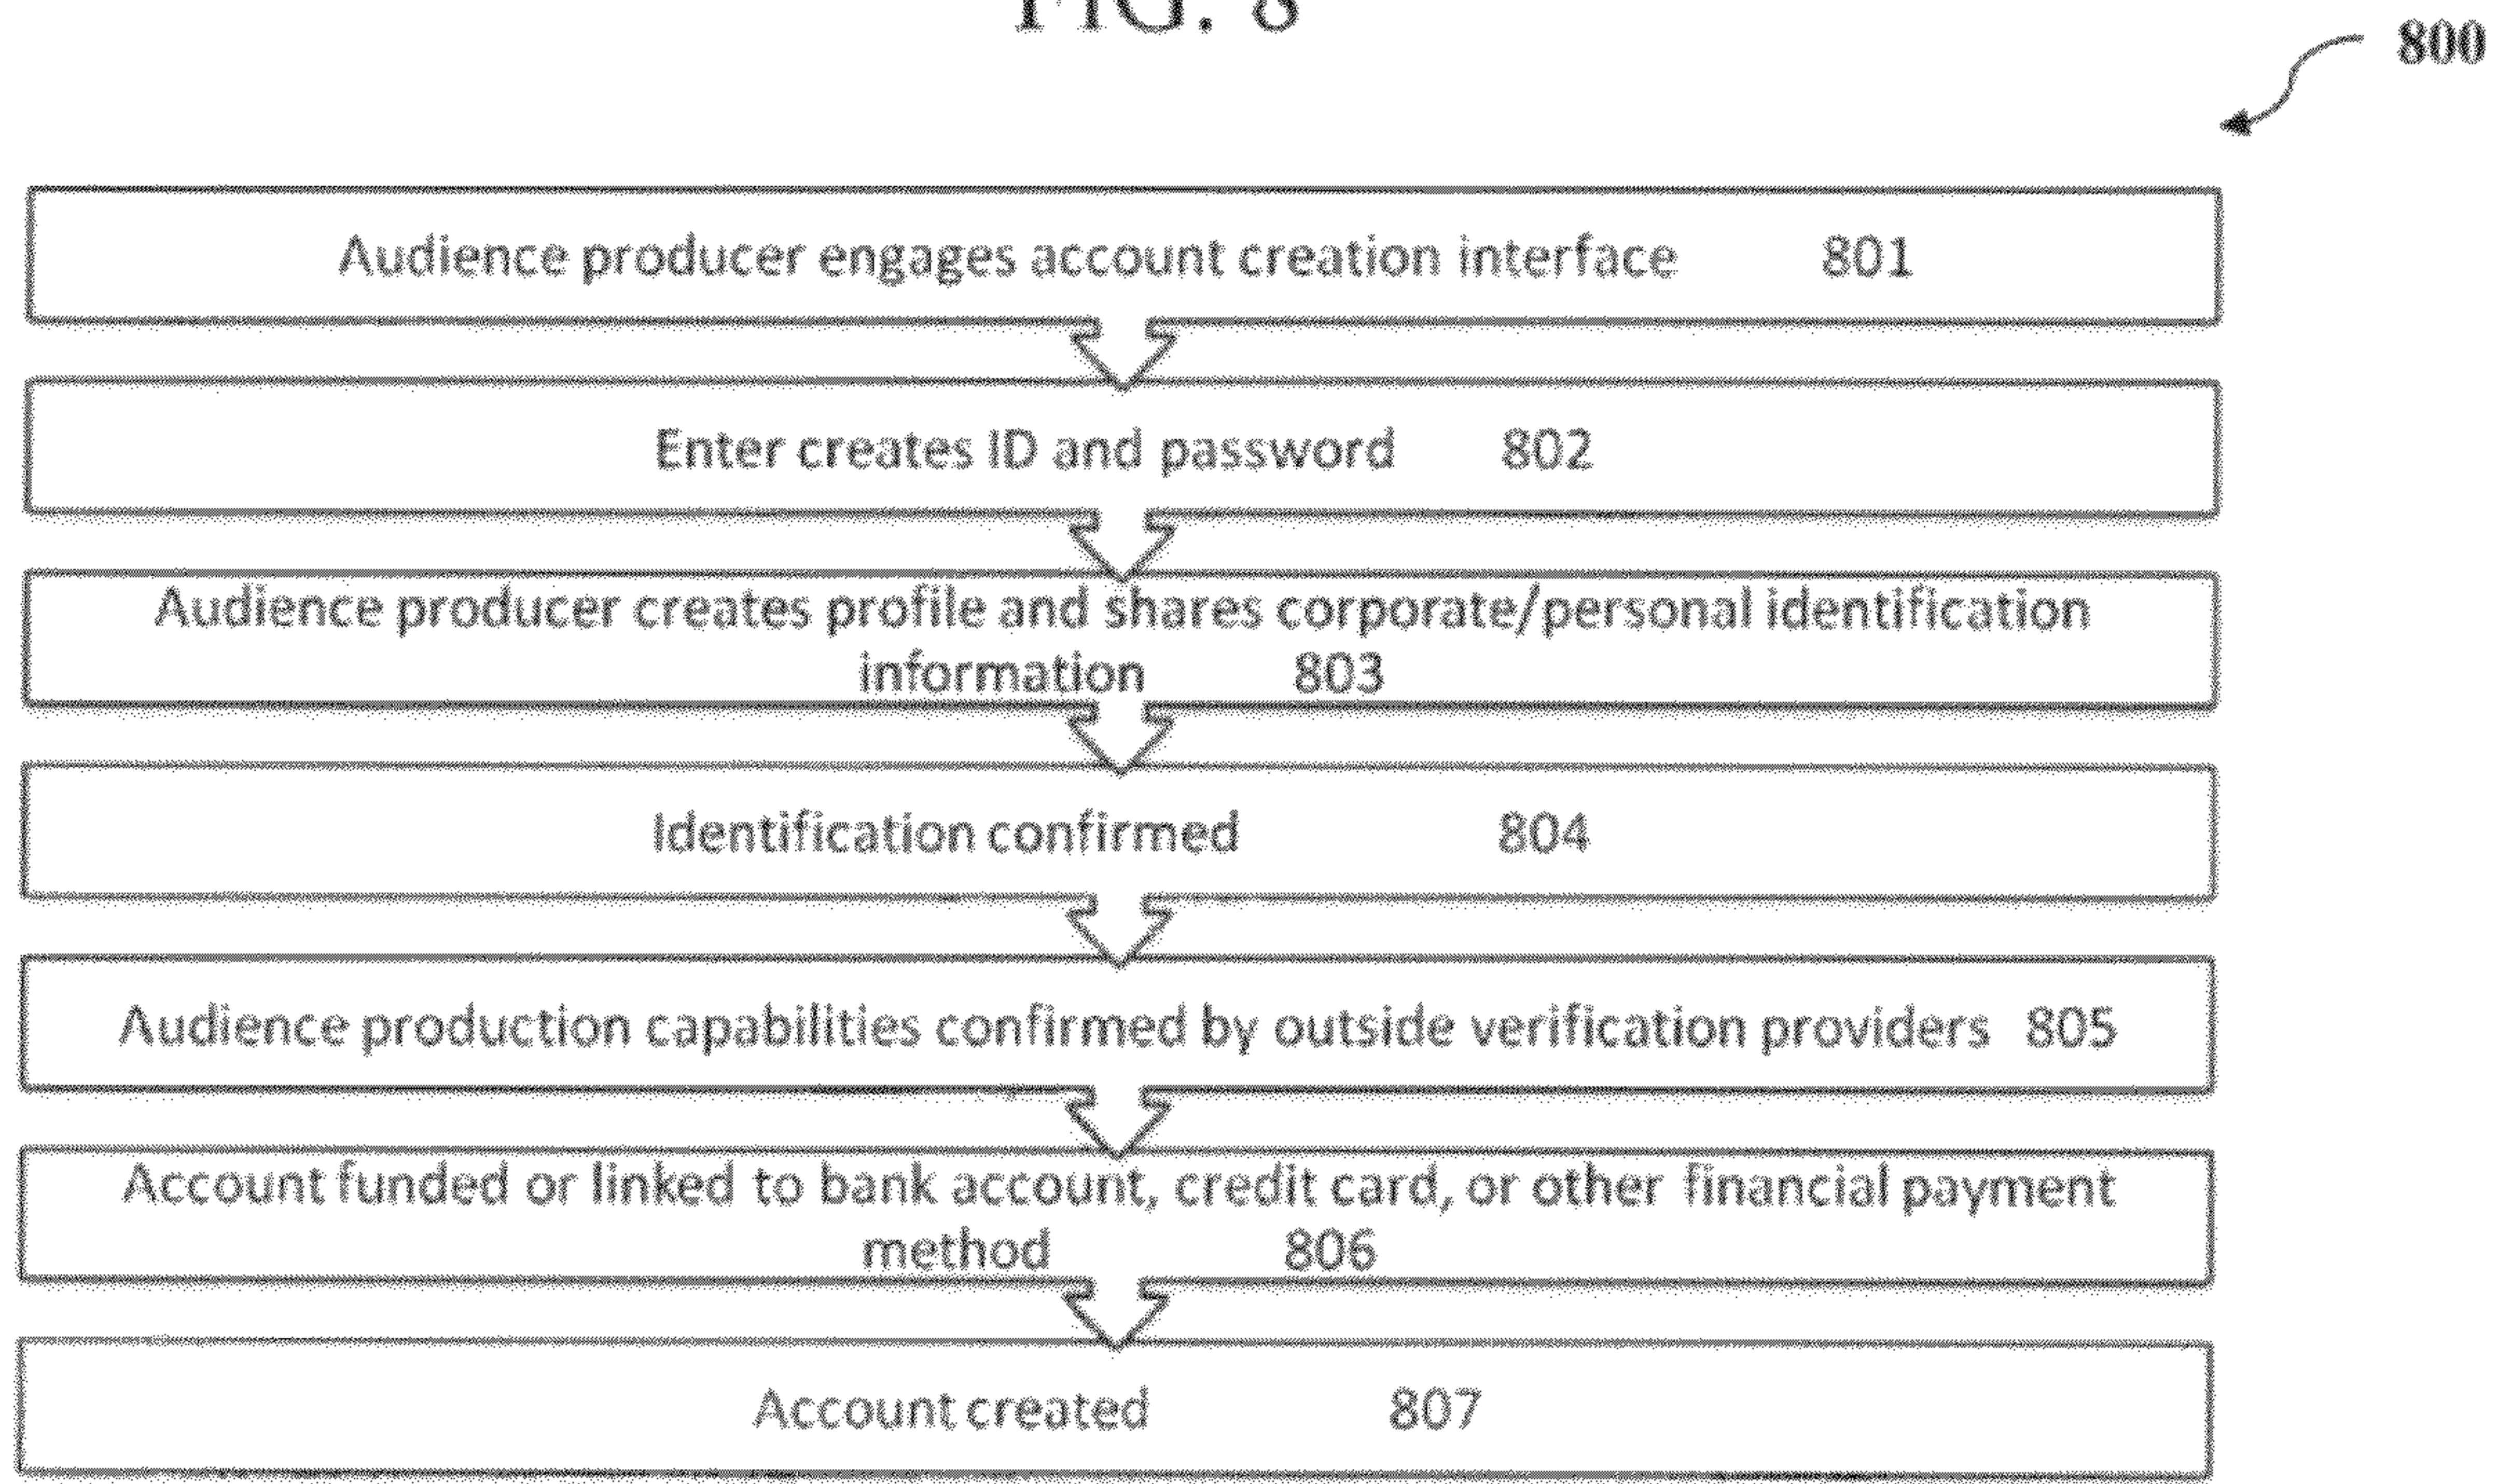 FIG. 8
800
Audience producer engages account creation interface 801
Enter creates ID and password 802
Audience producer creates profile and shares corporate/personal identification
information 803
Identification confirmed 804
Audience production capabilities confirmed by outside verification providers 805
Account funded or linked to bank account, credit card, or other financial payment
method 806
Account created 807